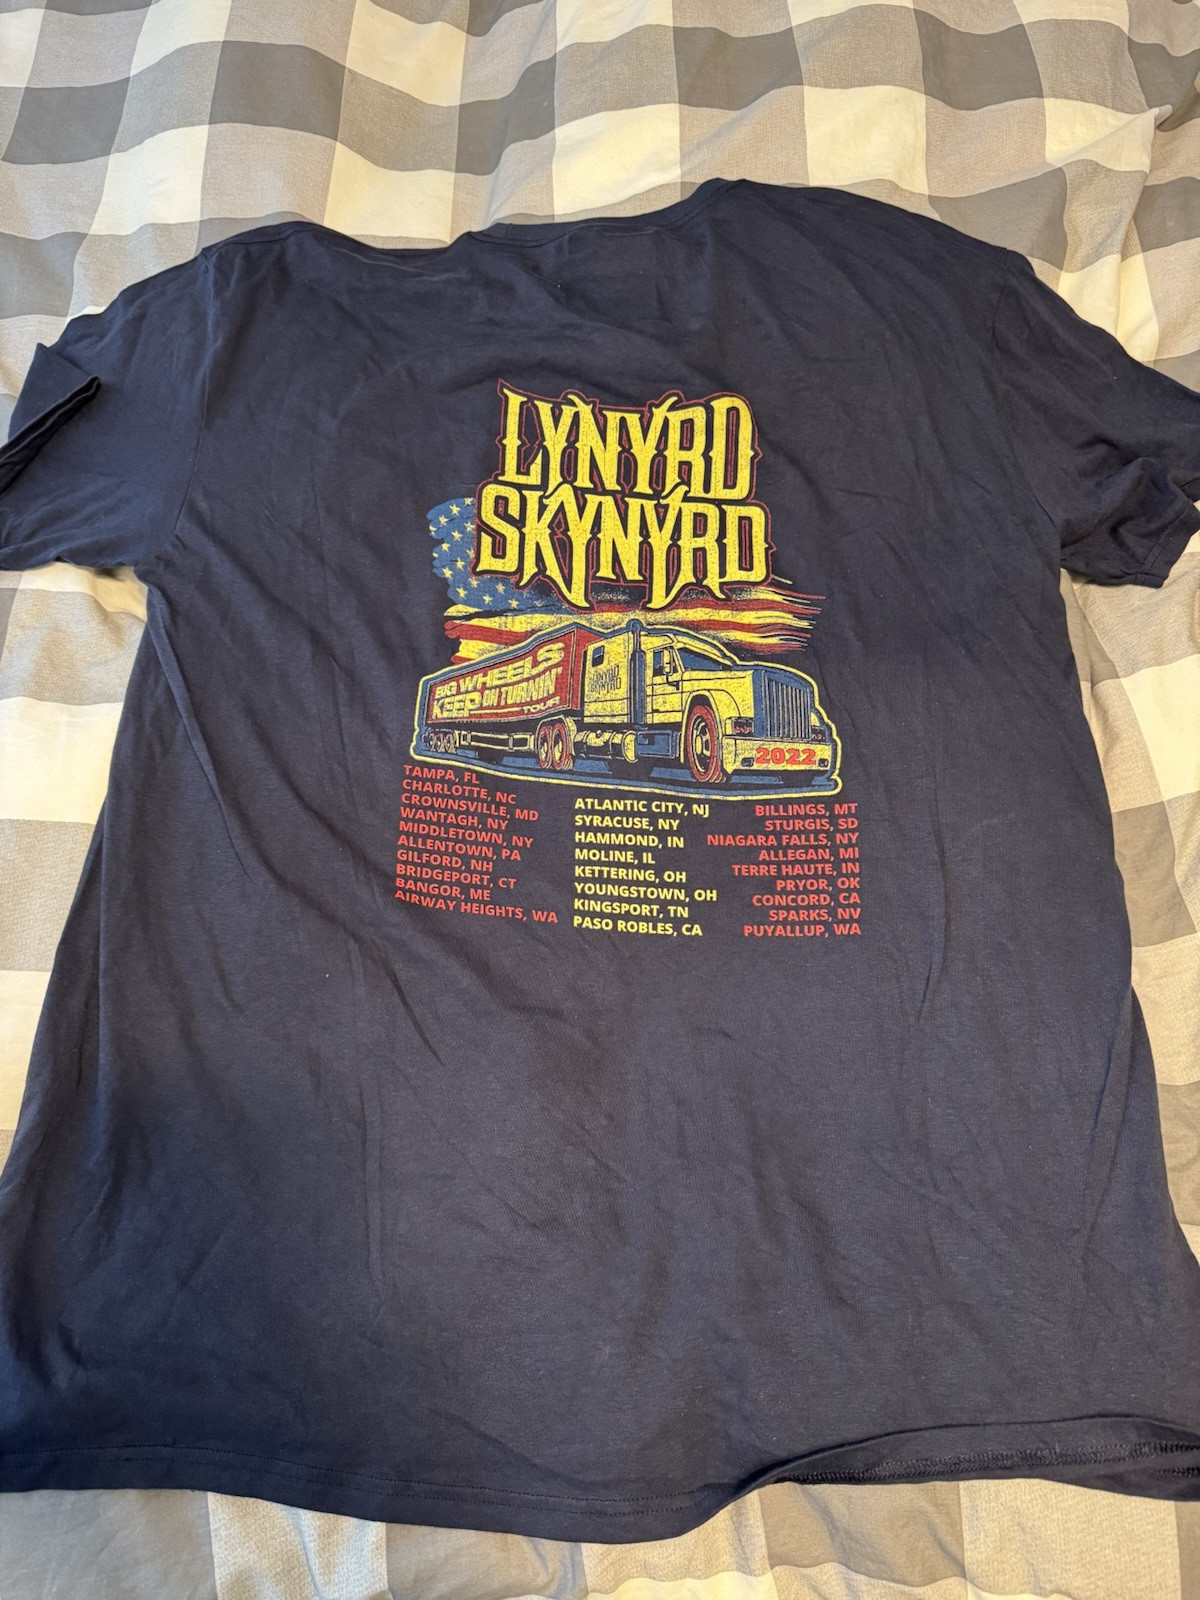 LYNYRD
SKYNYRD
BIG WHEELS
KEEP ON TURNIN'
TOUR
LYNYRD
SKYNYRD
2022
TAMPA, FL
CHARLOTTE, NC
CROWNSVILLE, MD
WANTAGH, NY
MIDDLETOWN, NY
ALLENTOWN, PA
GILFORD, NH
BRIDGEPORT, CT
BANGOR, ME
AIRWAY HEIGHTS, WA
ATLANTIC CITY, NJ
SYRACUSE, NY
HAMMOND, IN
MOLINE, IL
KETTERING, OH
YOUNGSTOWN, OH
KINGSPORT, TN
PASO ROBLES, CA
BILLINGS, MT
STURGIS, SD
NIAGARA FALLS, NY
ALLEGAN, MI
TERRE HAUTE, IN
PRYOR, OK
CONCORD, CA
SPARKS, NV
PUYALLUP, WA